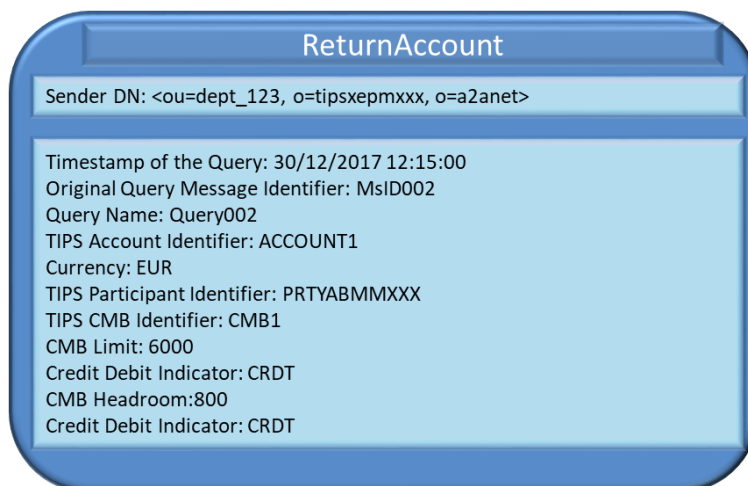 ReturnAccount
Sender DN: <ou=dept_123, o=tipsxepmxxx, o=a2anet>
Timestamp of the Query: 30/12/2017 12:15:00
Original Query Message Identifier: MsID002
Query Name: Query002
TIPS Account Identifier: ACCOUNT1
Currency: EUR
TIPS Participant Identifier: PRTYABMMXXX
TIPS CMB Identifier: CMB1
CMB Limit: 6000
Credit Debit Indicator: CRDT
CMB Headroom:800
Credit Debit Indicator: CRDT